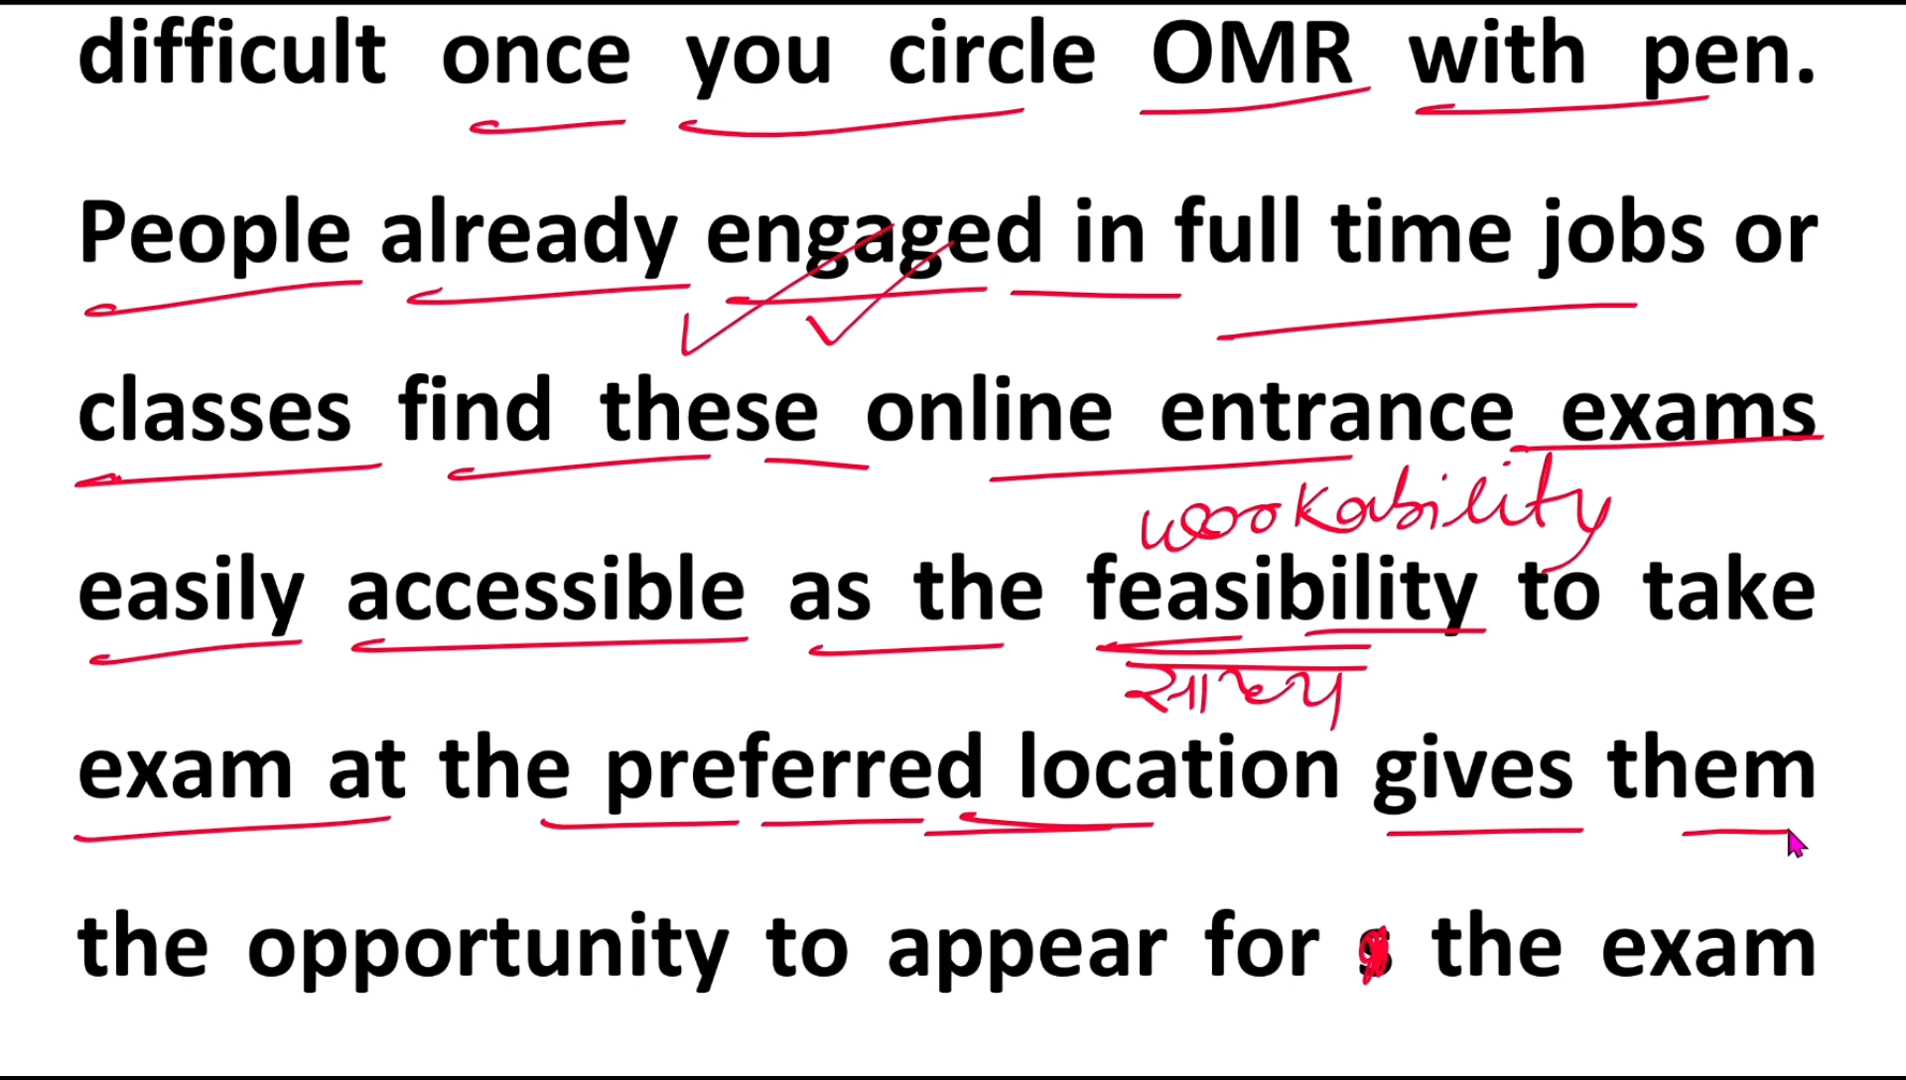 difficult once you circle OMR with pen.
People already engaged in full time jobs or
classes find these online entrance exams
workability
easily accessible as the feasibility to take
साध्य
exam at the preferred location gives them
the opportunity to appear for the exam